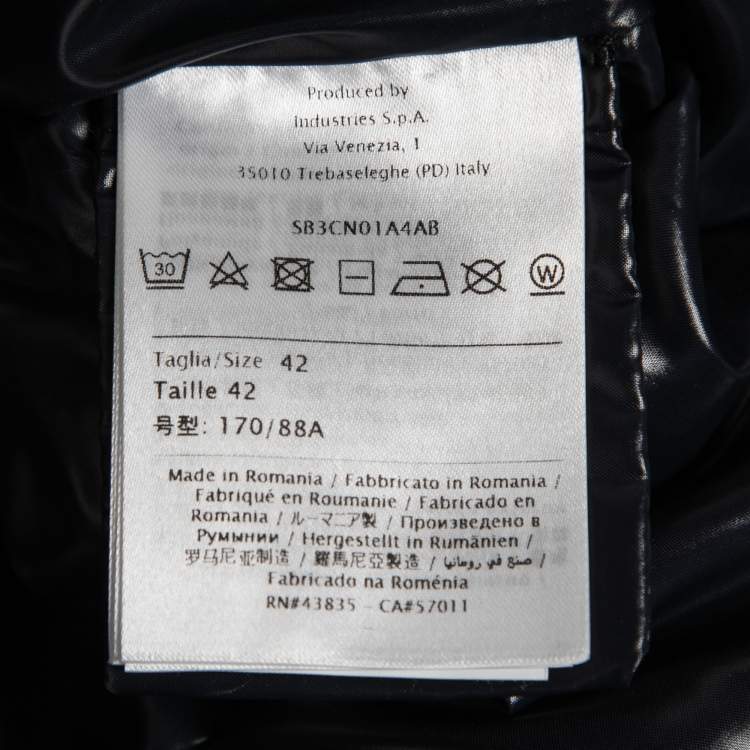 Produced by
Industries S.p.A.
Via Venezia, 1
35010 Trebaseleghe (PD) Italy
SB3CN01A4AB
30
W
Taglia/Size 42
Taille 42
号型: 170/88A
Made in Romania / Fabbricato in Romania /
Fabriqué en Roumanie / Fabricado en
Romania / ルーマニア製 / Произведено в
Румынии / Hergestellt in Rumänien /
罗马尼亚制造 / 羅馬尼亞製造 / صنع في رومانيا /
Fabricado na Roménia
RN#43835 - CA#57011